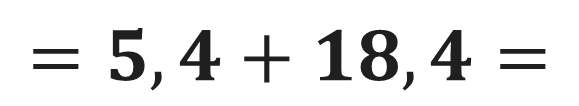 = 5,4 + 18,4 =